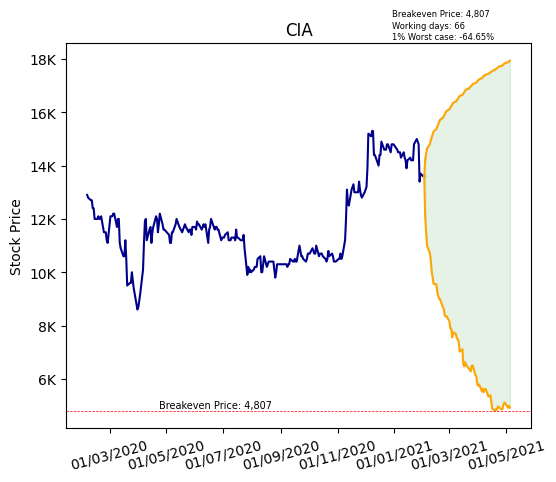 Breakeven Price: 4,807
Working days: 66
1% Worst case: -64.65%
CIA
18K
16K
14K
12K
10K
8K
6K
Stock Price
Breakeven Price: 4,807
01/03/2020
01/05/2020
01/07/2020
01/09/2020
01/11/2020
01/01/2021
01/03/2021
01/05/2021